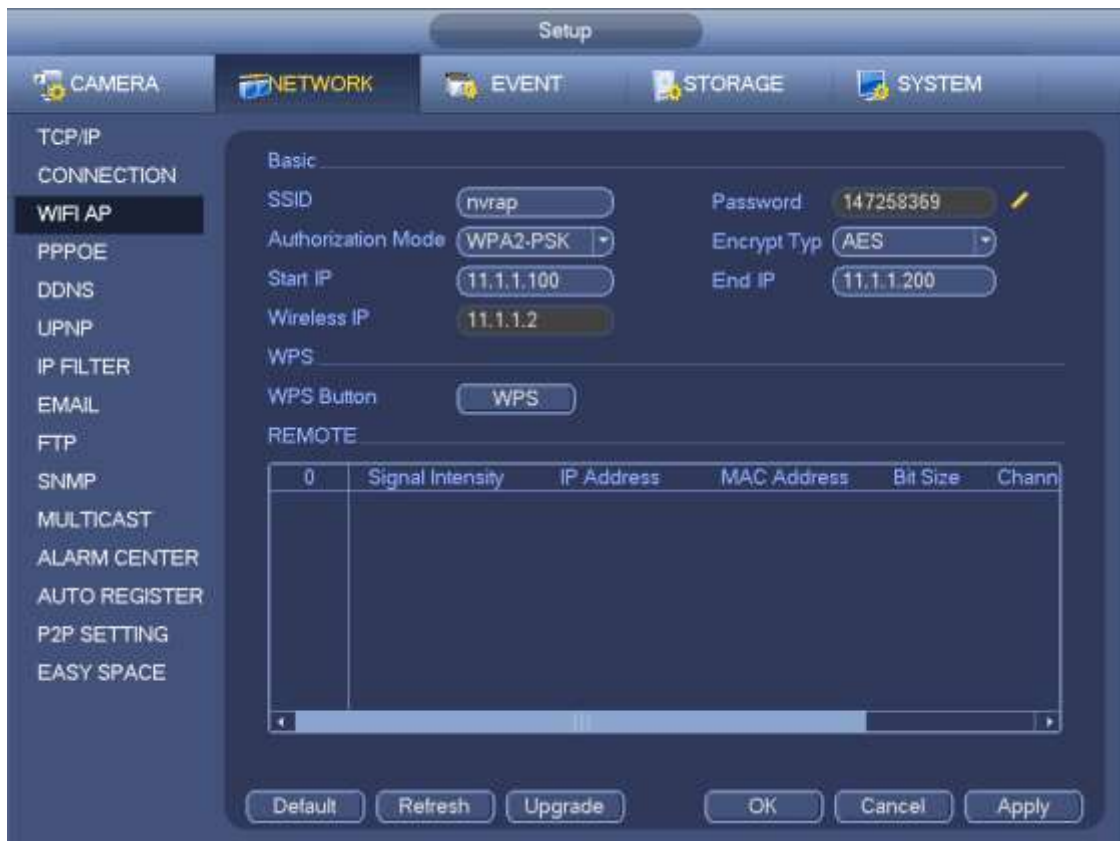 Setup
CAMERA NETWORK EVENT STORAGE SYSTEM
TCP/IP
CONNECTION
WIFI AP
PPPOE
DDNS
UPNP
IP FILTER
EMAIL
FTP
SNMP
MULTICAST
ALARM CENTER
AUTO REGISTER
P2P SETTING
EASY SPACE
Basic
SSID nvrap Password 147258369
Authorization Mode WPA2-PSK Encrypt Typ AES
Start IP 11.1.1.100 End IP 11.1.1.200
Wireless IP 11.1.1.2
WPS
WPS Button WPS
REMOTE
0 Signal Intensity IP Address MAC Address Bit Size Chann
Default Refresh Upgrade OK Cancel Apply